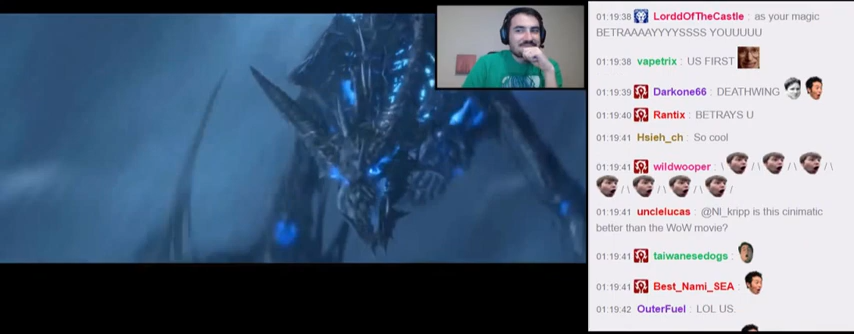 01:19:38 LorddOfTheCastle : as your magic
BETRAAAAYYYYSSSS YOUUUUU
01:19:38 vapetrix : US FIRST
01:19:39 Darkone66 : DEATHWING
01:19:40 Rantix : BETRAYS U
01:19:41 Hsieh_ch : So cool
01:19:41 wildwooper : \ / \ / \ / \
/ \ / \ / \ /
01:19:41 unclelucas : @Nl_kripp is this cinimatic
better than the WoW movie?
01:19:41 taiwanesedogs :
01:19:41 Best_Nami_SEA :
01:19:42 OuterFuel : LOL US.